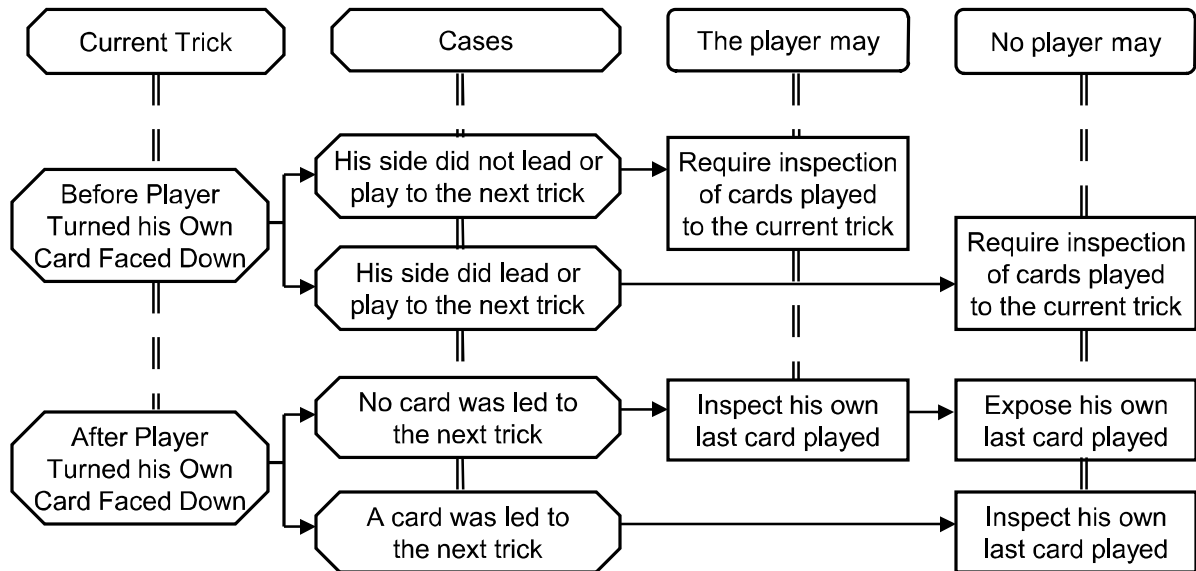 Current Trick
Cases
The player may
No player may
Before Player
Turned his Own
Card Faced Down
His side did not lead or
play to the next trick
Require inspection
of cards played
to the current trick
His side did lead or
play to the next trick
Require inspection
of cards played
to the current trick
After Player
Turned his Own
Card Faced Down
No card was led to
the next trick
Inspect his own
last card played
Expose his own
last card played
A card was led to
the next trick
Inspect his own
last card played